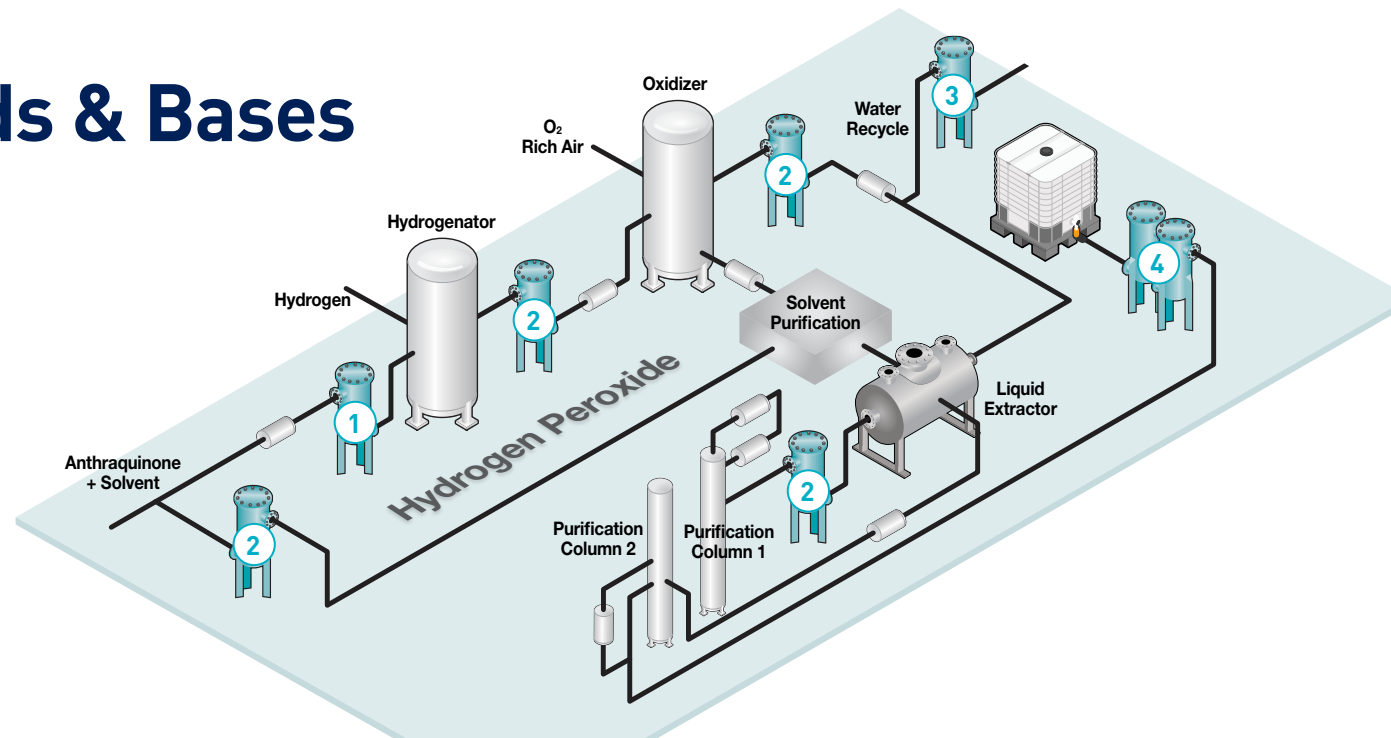 ds & Bases
Oxidizer
O₂
Rich Air
Water
Recycle
3
2
Hydrogenator
4
Hydrogen
2
Solvent
Purification
Hydrogen Peroxide
Liquid
Extractor
1
Anthraquinone
+ Solvent
2
2
Purification
Column 2
Purification
Column 1